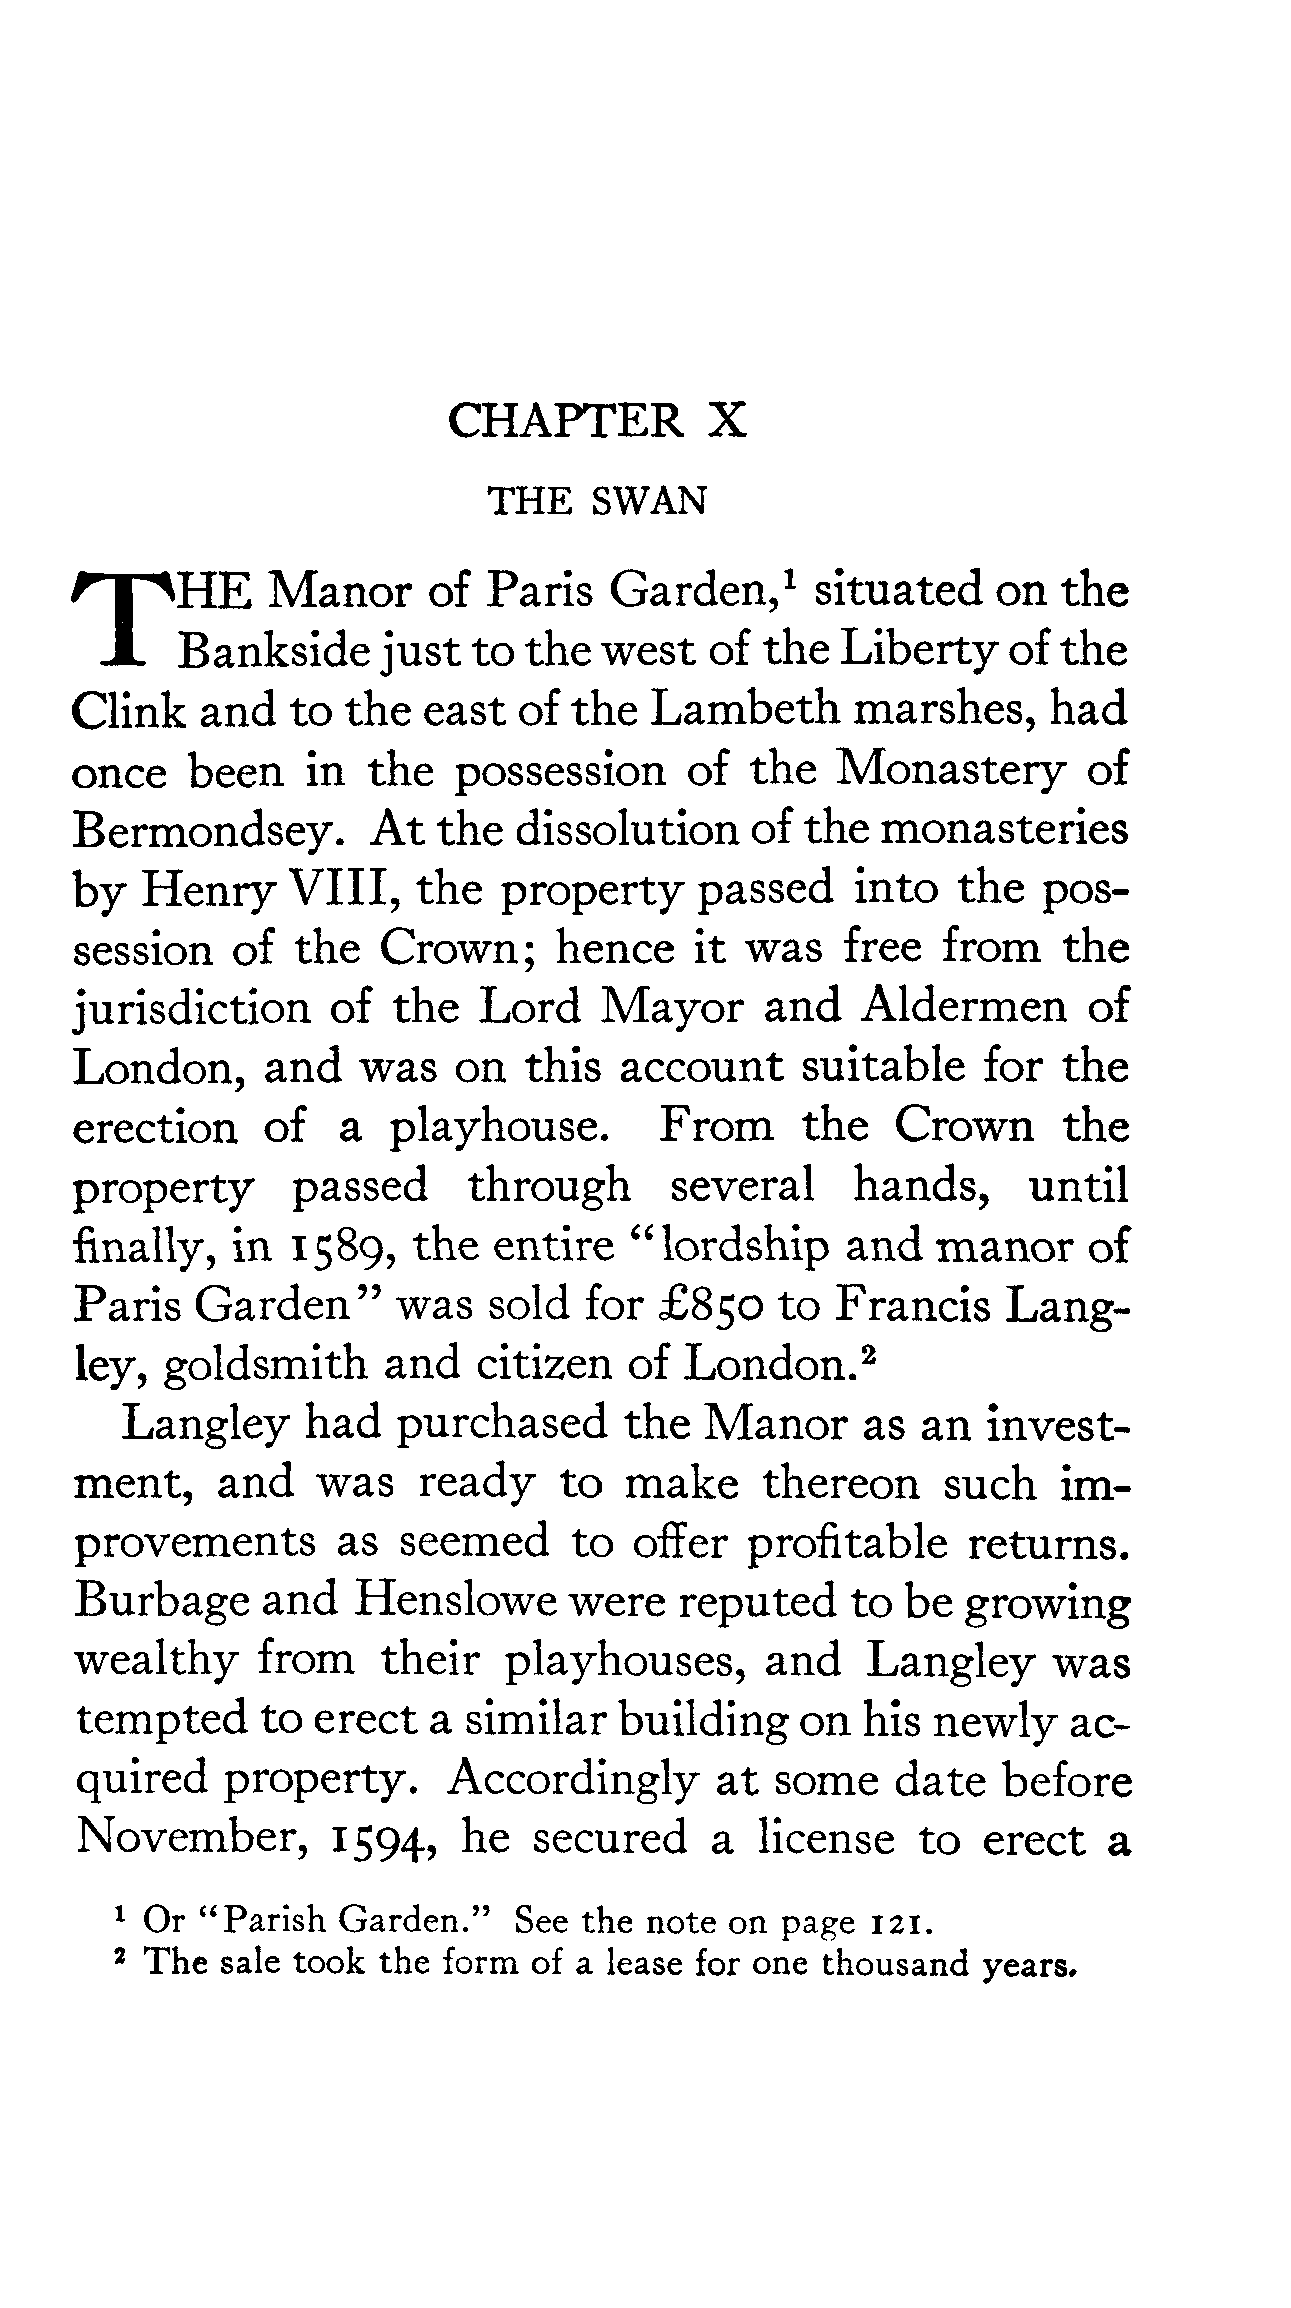 CHAPTER X
THE SWAN
THE Manor of Paris Garden,¹ situated on the
Bankside just to the west of the Liberty of the
Clink and to the east of the Lambeth marshes, had
once been in the possession of the Monastery of
Bermondsey. At the dissolution of the monasteries
by Henry VIII, the property passed into the pos-
session of the Crown; hence it was free from the
jurisdiction of the Lord Mayor and Aldermen of
London, and was on this account suitable for the
erection of a playhouse. From the Crown the
property passed through several hands, until
finally, in 1589, the entire “lordship and manor of
Paris Garden” was sold for £850 to Francis Lang-
ley, goldsmith and citizen of London.²
Langley had purchased the Manor as an invest-
ment, and was ready to make thereon such im-
provements as seemed to offer profitable returns.
Burbage and Henslowe were reputed to be growing
wealthy from their playhouses, and Langley was
tempted to erect a similar building on his newly ac-
quired property. Accordingly at some date before
November, 1594, he secured a license to erect a
¹ Or “Parish Garden.” See the note on page 121.
² The sale took the form of a lease for one thousand years.